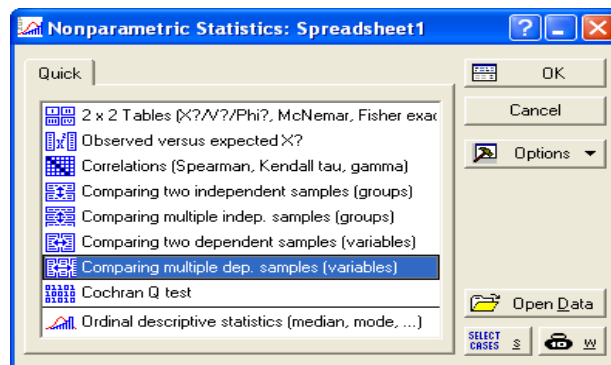 Nonparametric Statistics: Spreadsheet1
Quick
2 x 2 Tables (X?/V?/Phi?, McNemar, Fisher exac
Observed versus expected X?
Correlations (Spearman, Kendall tau, gamma)
Comparing two independent samples (groups)
Comparing multiple indep. samples (groups)
Comparing two dependent samples (variables)
Comparing multiple dep. samples (variables)
Cochran Q test
Ordinal descriptive statistics (median, mode, ...)
OK
Cancel
Options
Open Data
SELECT CASES S
W